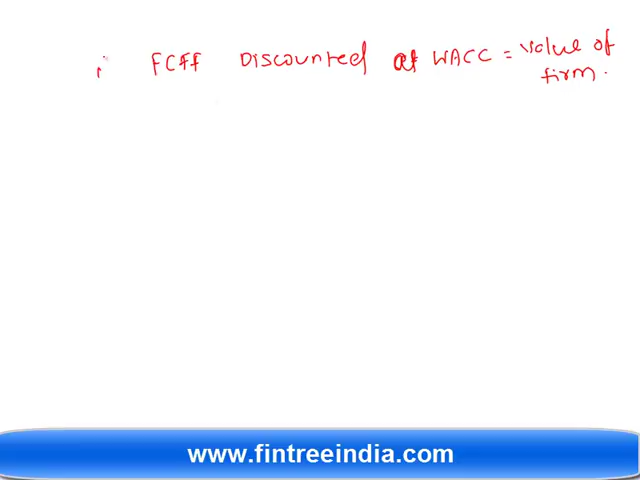 i FCFF Discounted at WACC = value of
firm.
www.fintreeindia.com